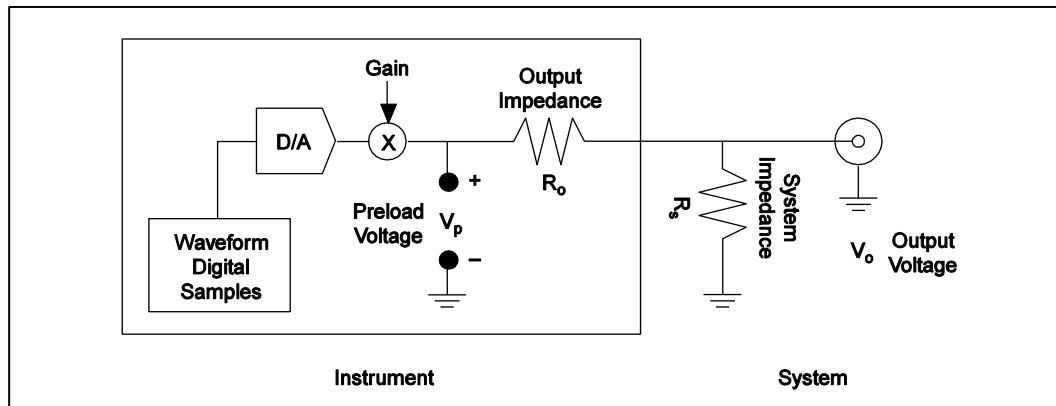 Gain
Output
Impedance
D/A
X
Rₒ
+
Preload
Voltage
Vₚ
–
Waveform
Digital
Samples
System
Impedance
Rₛ
Vₒ
Output
Voltage
Instrument
System